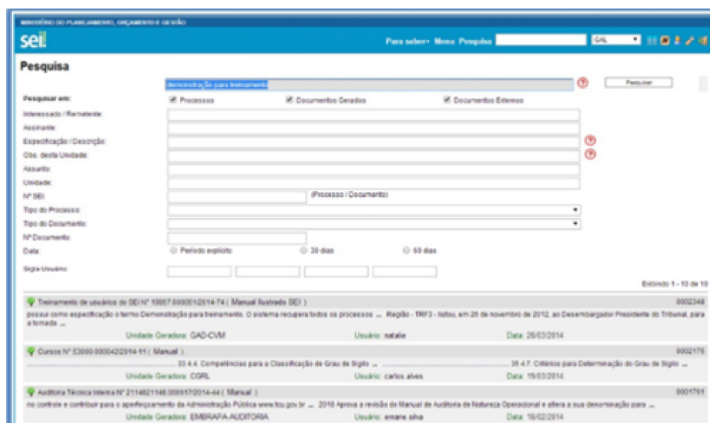 MINISTÉRIO DO PLANEJAMENTO, ORÇAMENTO E GESTÃO
sei!
Para saber+ Menu Pesquisa GAL
Pesquisa
demonstração para treinamento Pesquisar
Pesquisar em: Processos Documentos Gerados Documentos Externos
Interessado / Remetente:
Assinante:
Especificação / Descrição:
Obs. desta Unidade:
Assunto:
Unidade:
Nº SEI: (Processo / Documento)
Tipo do Processo:
Tipo do Documento:
Nº Documento:
Data: Período explícito 30 dias 60 dias
Sigla Usuário:
Exibindo 1 - 10 de 10
Treinamento de usuários do SEI Nº 10957.000051/2014-74 ( Manual Ilustrado SEI ) 0002348
possui como especificação o termo Demonstração para treinamento. O sistema recupera todos os processos ... Região - TRF3 - visitou, em 26 de novembro de 2012, ao Desembargador Presidente do Tribunal, para
a tomada ...
Unidade Geradora: GAD-CVM Usuário: natalie Data: 26/03/2014
Cursos Nº 53000.000042/2014-11 ( Manual ) 0002175
33 4.4. Competências para a Classificação de Grau de Sigilo ... 36 4.7. Critérios para Determinação do Grau de Sigilo ...
Unidade Geradora: CGRL Usuário: carlos alves Data: 19/03/2014
Auditoria Técnica Interna Nº ( Manual ) 0001751
no controle e contribuir para o aperfeiçoamento da Administração Pública www.tcu.gov.br ... 2010 Aprova a revisão do Manual de Auditoria de Natureza Operacional e altera a sua denominação para ...
Unidade Geradora: EMBRAPA-AUDITORIA Usuário: ernane silva Data: 18/02/2014